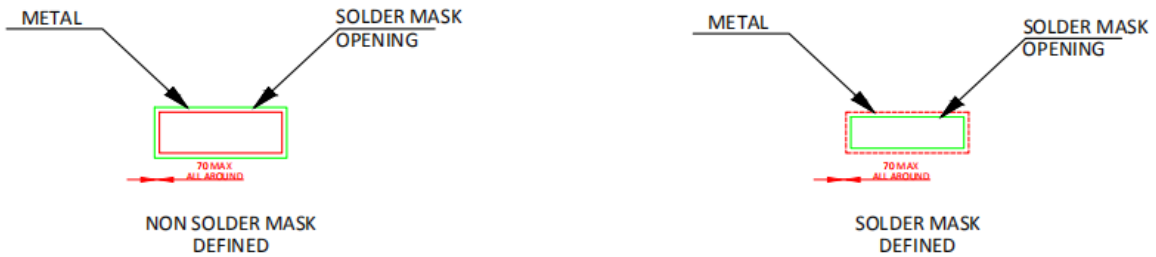 METAL
SOLDER MASK
OPENING
70 MAX
ALL AROUND
NON SOLDER MASK
DEFINED
METAL
SOLDER MASK
OPENING
70 MAX
ALL AROUND
SOLDER MASK
DEFINED